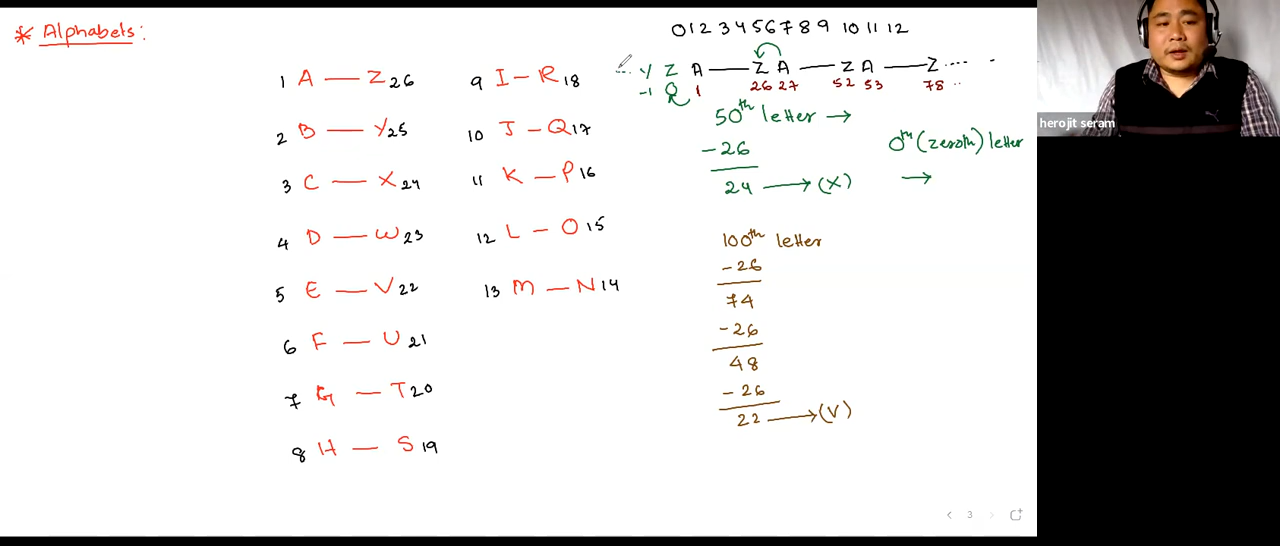 * Alphabets:
1 A — Z 26
2 B — Y 25
3 C — X 24
4 D — W 23
5 E — V 22
6 F — U 21
7 G — T 20
8 H — S 19
9 I – R 18
10 J – Q 17
11 K – P 16
12 L – O 15
13 M – N 14
0 1 2 3 4 5 6 7 8 9 10 11 12
... Y Z A — Z A — Z A — Z ....
-1 0 1 26 27 52 53 78 ..
50th letter →
-26
24 → (X)
0th (zeroth) letter
→
100th letter
-26
74
-26
48
-26
22 → (V)
herojit seram
< 3 >